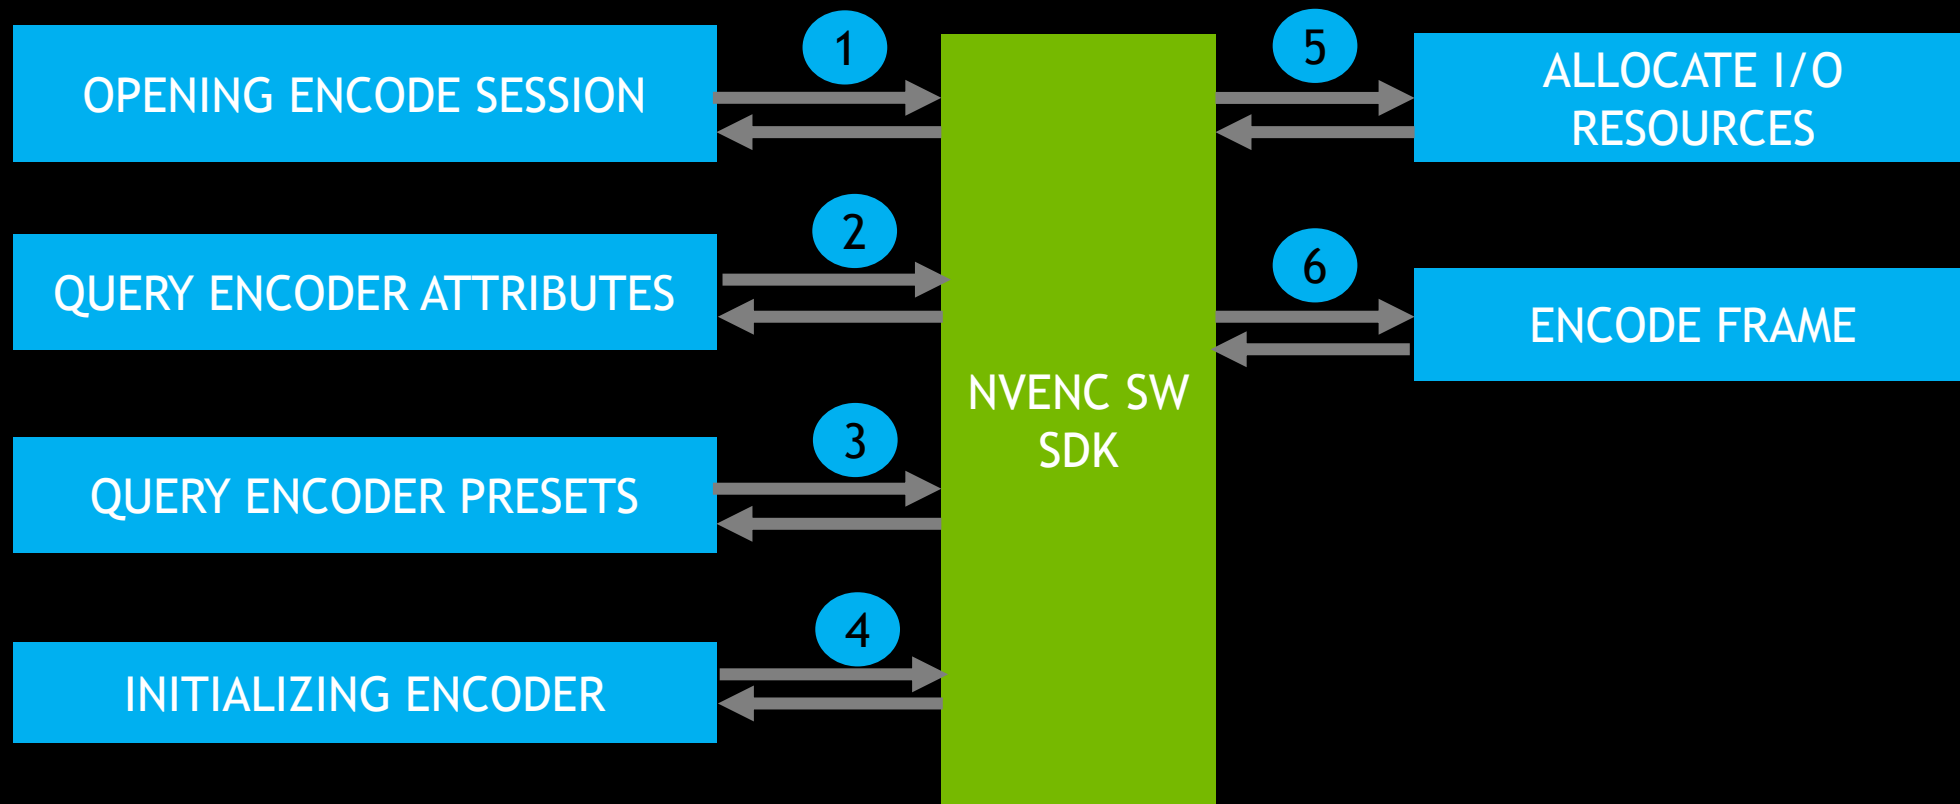 1
OPENING ENCODE SESSION
2
QUERY ENCODER ATTRIBUTES
3
QUERY ENCODER PRESETS
4
INITIALIZING ENCODER
NVENC SW
SDK
5
ALLOCATE I/O
RESOURCES
6
ENCODE FRAME